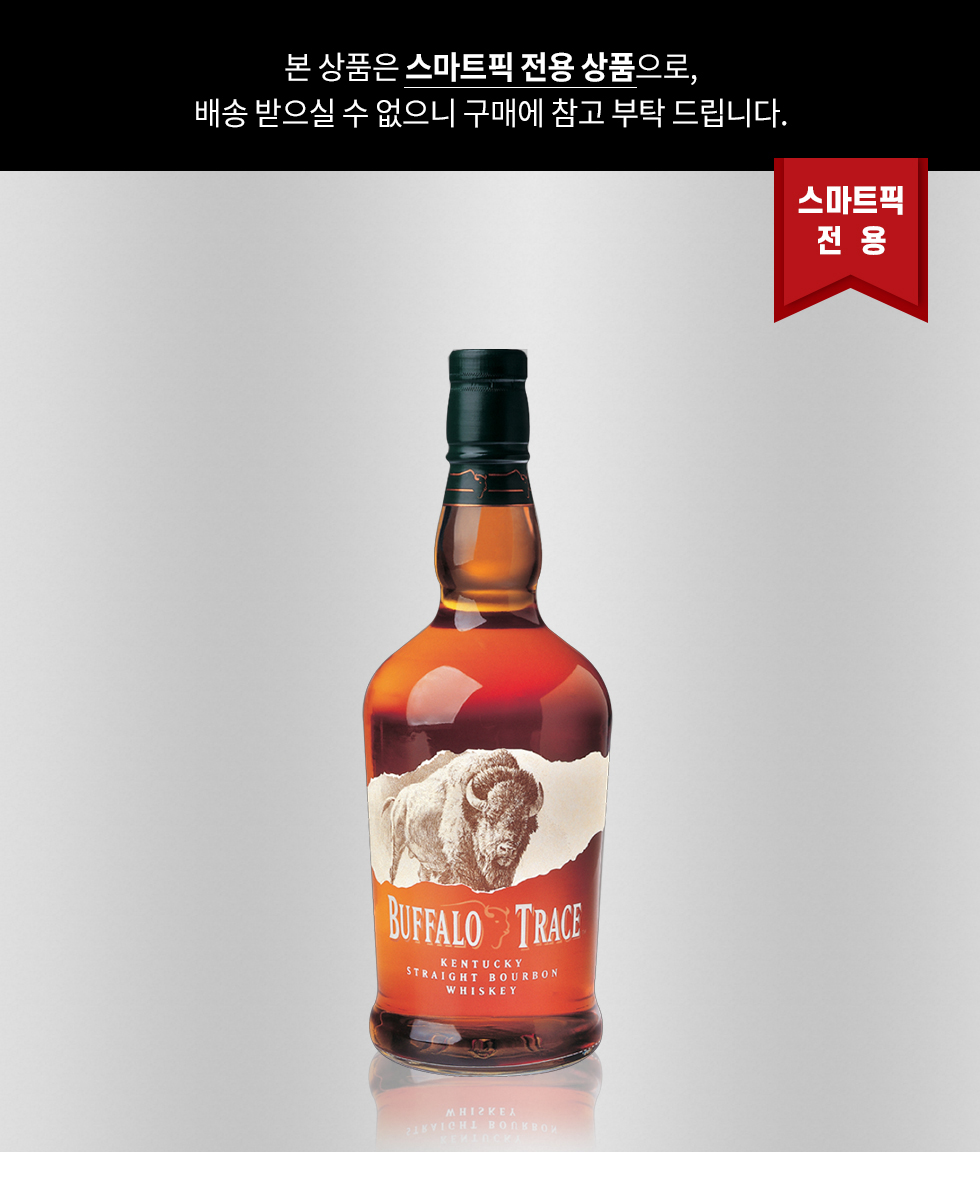 본 상품은 스마트픽 전용 상품으로,
배송 받으실 수 없으니 구매에 참고 부탁 드립니다.
스마트픽
전 용
BUFFALO TRACE
KENTUCKY
STRAIGHT BOURBON
WHISKEY